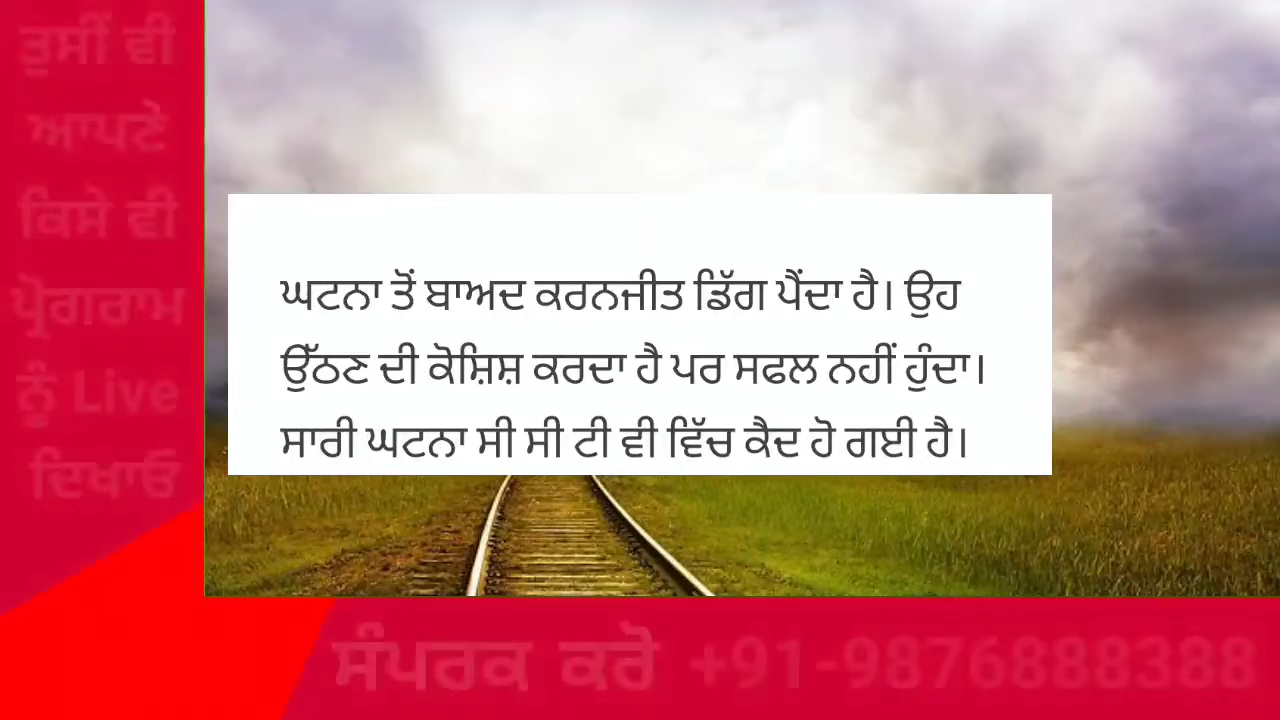 ਤੁਸੀਂ ਵੀ
ਆਪਣੇ
ਕਿਸੇ ਵੀ
ਪ੍ਰੋਗਰਾਮ
ਨੂੰ Live
ਦਿਖਾਓ
ਘਟਨਾ ਤੋਂ ਬਾਅਦ ਕਰਨਜੀਤ ਡਿੱਗ ਪੈਂਦਾ ਹੈ। ਉਹ
ਉੱਠਣ ਦੀ ਕੋਸ਼ਿਸ਼ ਕਰਦਾ ਹੈ ਪਰ ਸਫਲ ਨਹੀਂ ਹੁੰਦਾ।
ਸਾਰੀ ਘਟਨਾ ਸੀ ਸੀ ਟੀ ਵੀ ਵਿੱਚ ਕੈਦ ਹੋ ਗਈ ਹੈ।
ਸੰਪਰਕ ਕਰੋ +91-9876888388